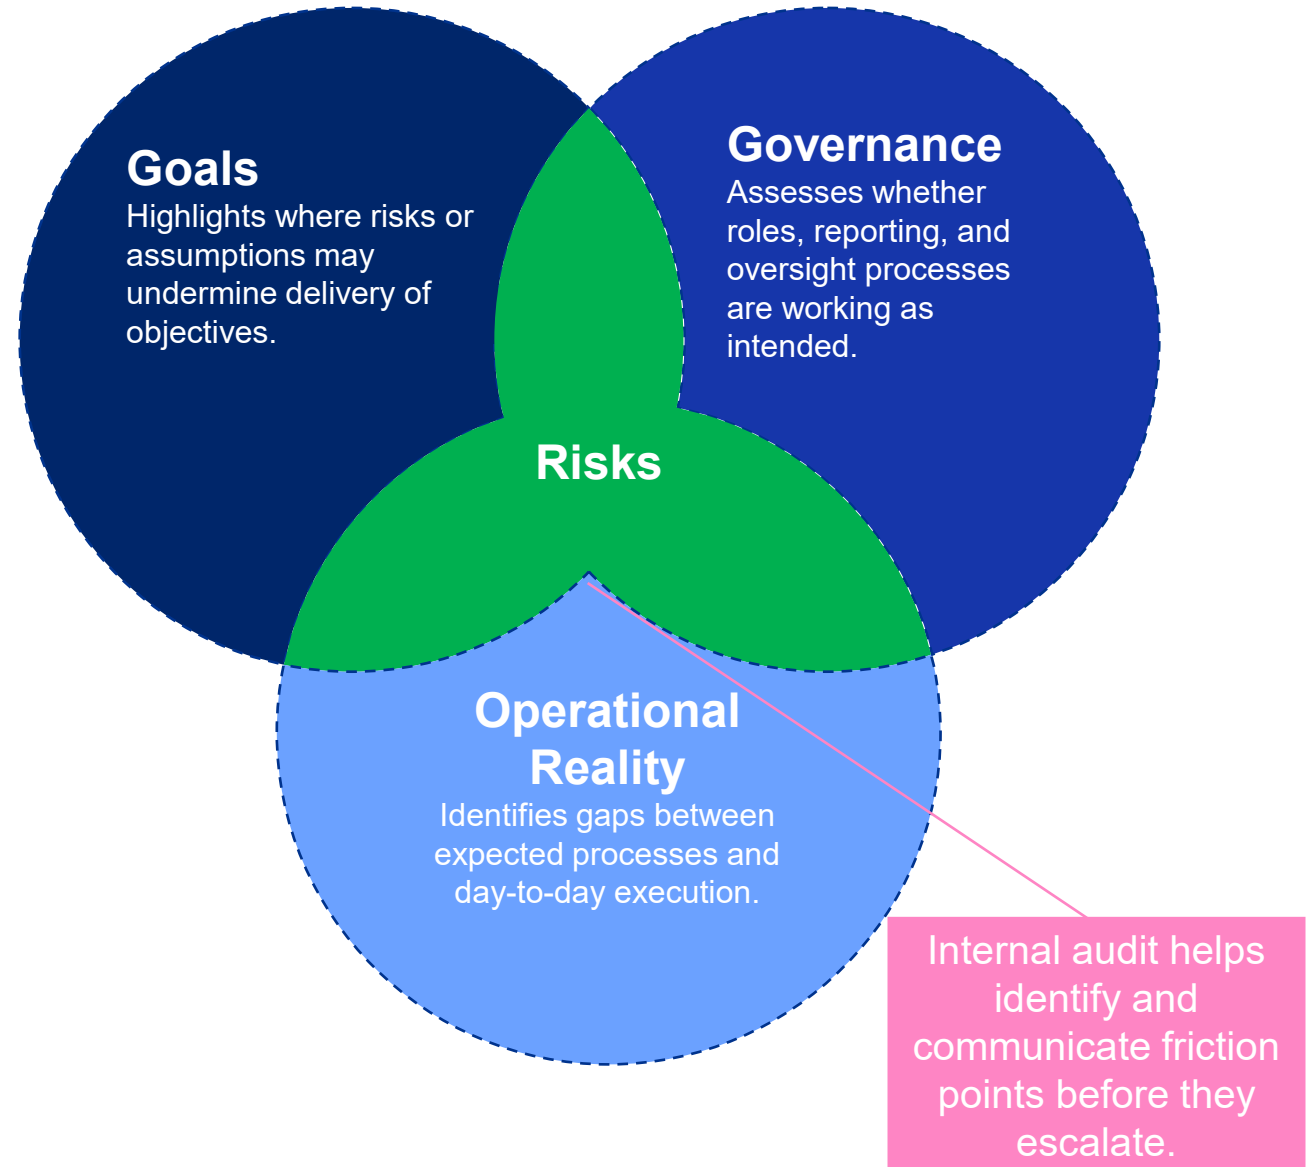 Goals
Highlights where risks or
assumptions may
undermine delivery of
objectives.
Governance
Assesses whether
roles, reporting, and
oversight processes
are working as
intended.
Risks
Operational
Reality
Identifies gaps between
expected processes and
day-to-day execution.
Internal audit helps
identify and
communicate friction
points before they
escalate.